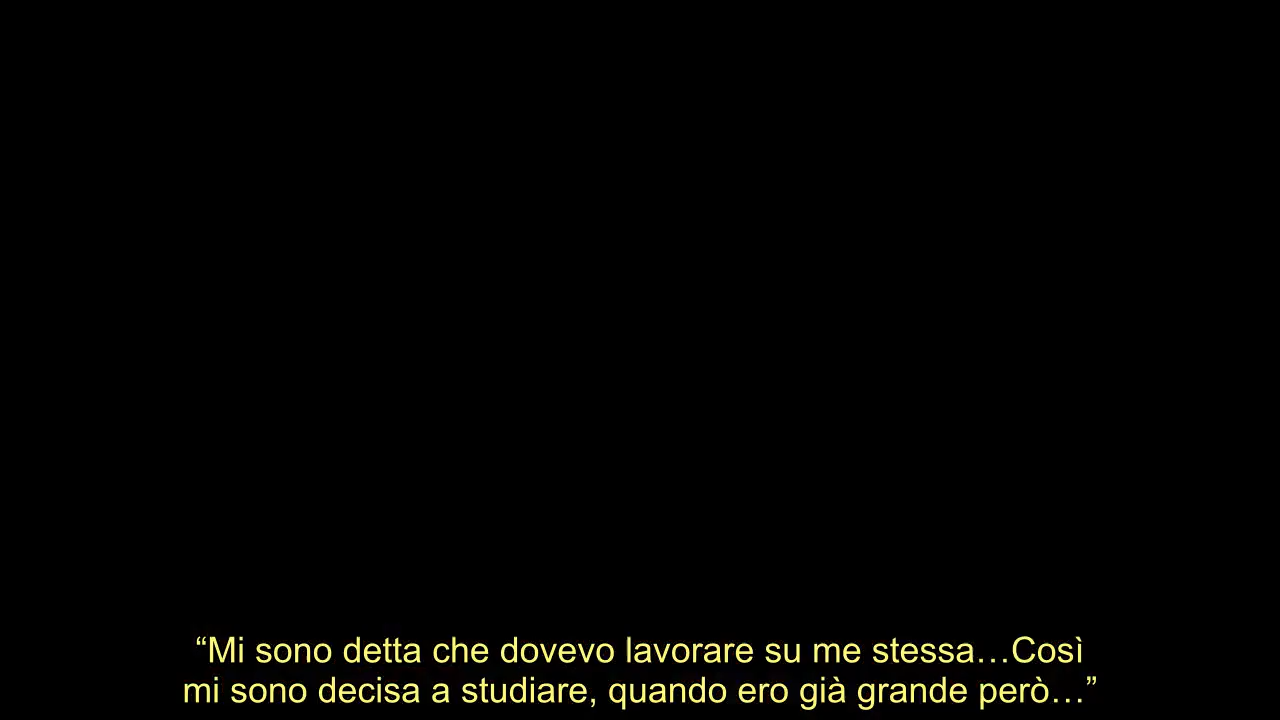 “Mi sono detta che dovevo lavorare su me stessa…Così
mi sono decisa a studiare, quando ero già grande però…”